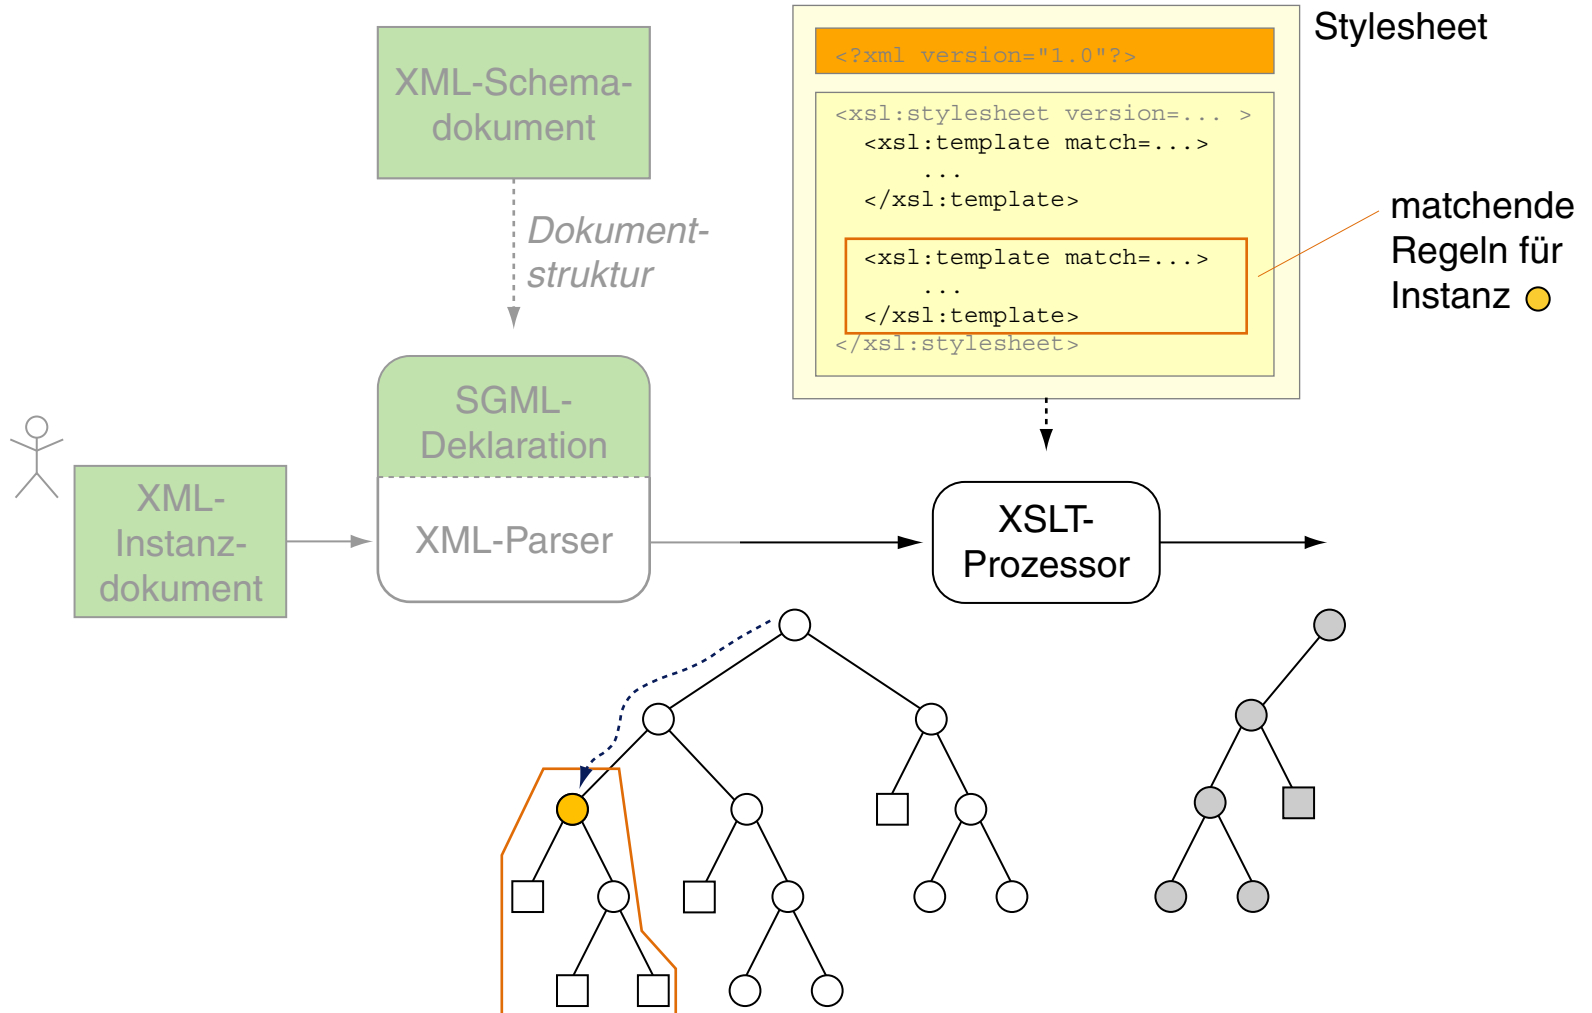 XML-Schema-
dokument
Dokument-
struktur
SGML-
Deklaration
XML-Parser
XML-
Instanz-
dokument
Stylesheet
<?xml version="1.0"?>
<xsl:stylesheet version=... >
<xsl:template match=...>
...
</xsl:template>
<xsl:template match=...>
...
</xsl:template>
</xsl:stylesheet>
matchende
Regeln für
Instanz
XSLT-
Prozessor